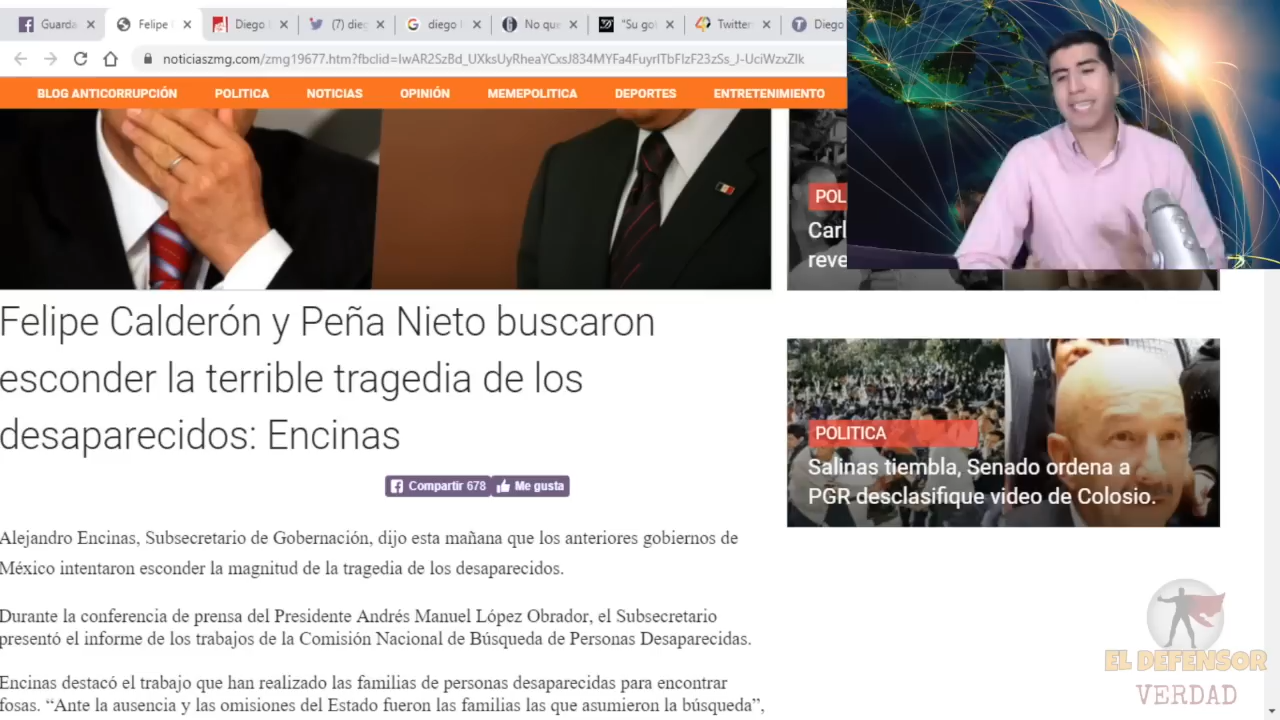 Guarda
Felipe
Diego
(7) dieg
diego
No que
"Su go
Twitter
Diego
noticiaszmg.com/zmg19677.htm?fbclid=IwAR2SzBd_UXksUyRheaYCxsJ834MYFa4FuyrITbFlzF23zSs_J-UciWzxZlk
BLOG ANTICORRUPCIÓN POLITICA NOTICIAS OPINIÓN MEMEPOLITICA DEPORTES ENTRETENIMIENTO
POL
Carl
reve
Felipe Calderón y Peña Nieto buscaron
esconder la terrible tragedia de los
desaparecidos: Encinas
Compartir 678 Me gusta
Alejandro Encinas, Subsecretario de Gobernación, dijo esta mañana que los anteriores gobiernos de
México intentaron esconder la magnitud de la tragedia de los desaparecidos.
Durante la conferencia de prensa del Presidente Andrés Manuel López Obrador, el Subsecretario
presentó el informe de los trabajos de la Comisión Nacional de Búsqueda de Personas Desaparecidas.
Encinas destacó el trabajo que han realizado las familias de personas desaparecidas para encontrar
fosas. “Ante la ausencia y las omisiones del Estado fueron las familias las que asumieron la búsqueda”,
POLITICA
Salinas tiembla, Senado ordena a
PGR desclasifique video de Colosio.
EL DEFENSOR
VERDAD